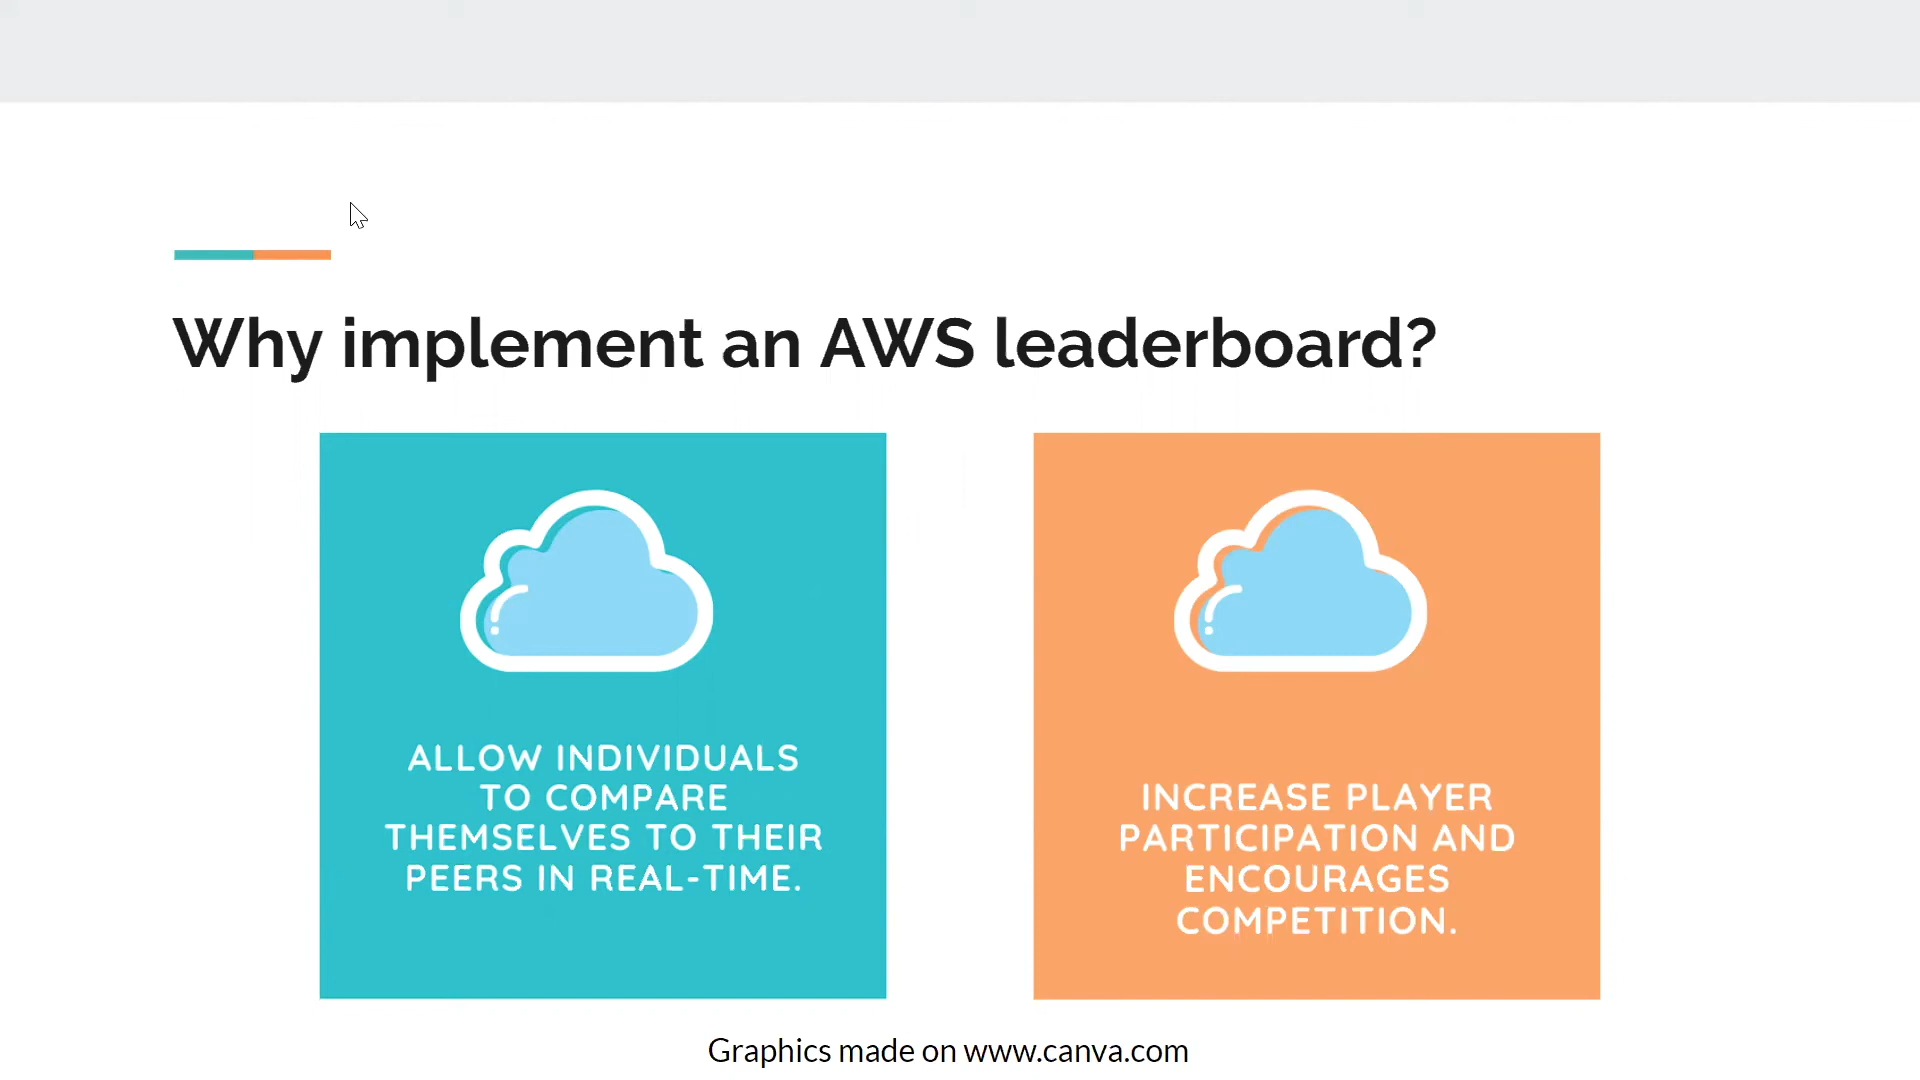 Why implement an AWS leaderboard?
ALLOW INDIVIDUALS
TO COMPARE
THEMSELVES TO THEIR
PEERS IN REAL-TIME.
INCREASE PLAYER
PARTICIPATION AND
ENCOURAGES
COMPETITION.
Graphics made on www.canva.com